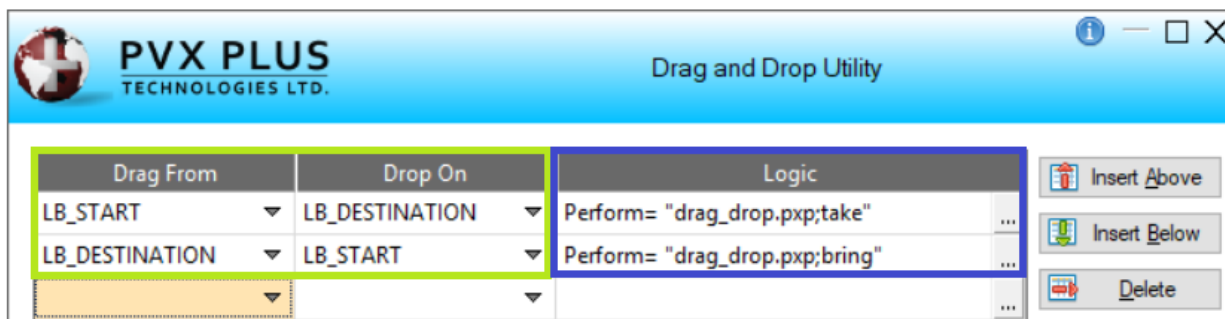 PVX PLUS
TECHNOLOGIES LTD.
Drag and Drop Utility
Drag From Drop On Logic
LB_START LB_DESTINATION Perform= "drag_drop.pxp;take" ...
LB_DESTINATION LB_START Perform= "drag_drop.pxp;bring" ...
...
Insert Above
Insert Below
Delete